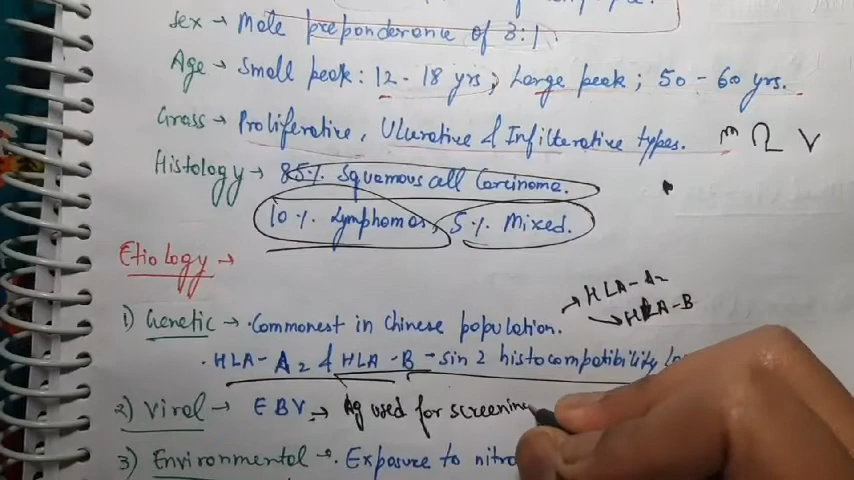 Sex → Male preponderance of 3:1
Age → Small peak: 12 - 18 yrs; Large peak; 50 - 60 yrs.
Gross → Proliferative, Ulurative & Infilterative types. m Ω V
Histology → 85% Squamous cell Carcinoma.
10% Lymphomas, 5% Mixed.
Etiology →
→ HLA-A2
→ HLA-B
1) Genetic → · Commonest in Chinese population.
· HLA-A2 & HLA-B - Sin 2 histocompatibility
2) Viral → EBV → Ag used for screening
3) Environmental → · Exposure to nitro